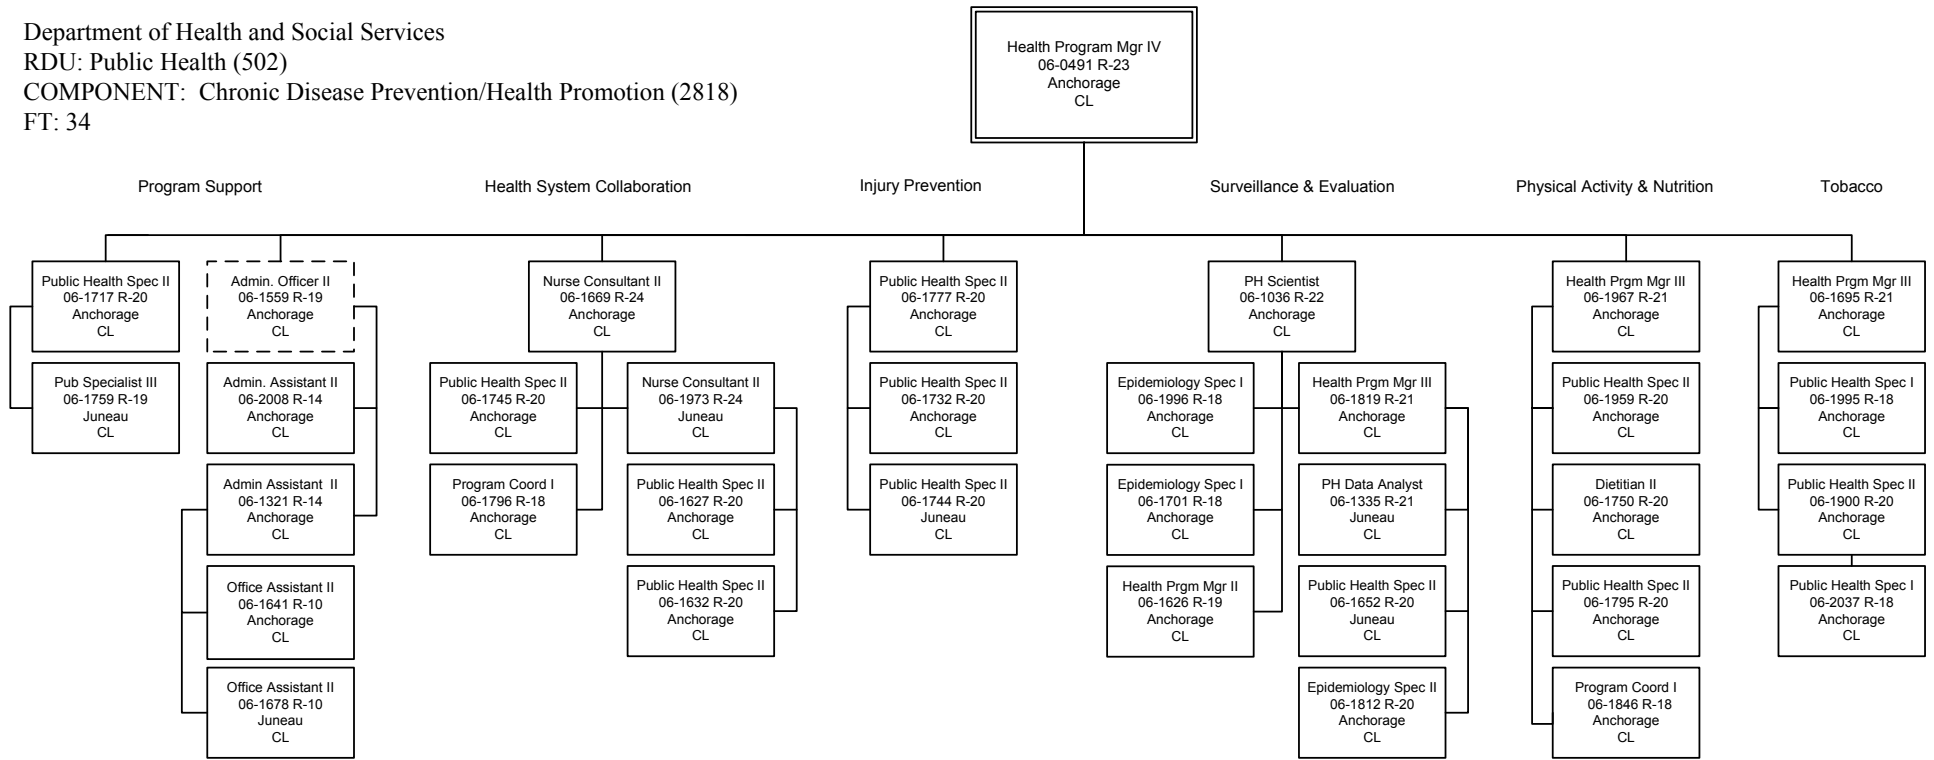 Department of Health and Social Services
RDU: Public Health (502)
COMPONENT:  Chronic Disease Prevention/Health Promotion (2818)
FT: 34
Health Program Mgr IV
06-0491 R-23
Anchorage
CL
Program Support
Health System Collaboration
Injury Prevention
Surveillance & Evaluation
Physical Activity & Nutrition
Tobacco
Public Health Spec II
06-1717 R-20
Anchorage
CL
Pub Specialist III
06-1759 R-19
Juneau
CL
Admin. Officer II
06-1559 R-19
Anchorage
CL
Admin. Assistant II
06-2008 R-14
Anchorage
CL
Admin Assistant  II
06-1321 R-14
Anchorage
CL
Office Assistant II
06-1641 R-10
Anchorage
CL
Office Assistant II
06-1678 R-10
Juneau
CL
Nurse Consultant II
06-1669 R-24
Anchorage
CL
Public Health Spec II
06-1745 R-20
Anchorage
CL
Program Coord I
06-1796 R-18
Anchorage
CL
Nurse Consultant II
06-1973 R-24
Juneau
CL
Public Health Spec II
06-1627 R-20
Anchorage
CL
Public Health Spec II
06-1632 R-20
Anchorage
CL
Public Health Spec II
06-1777 R-20
Anchorage
CL
Public Health Spec II
06-1732 R-20
Anchorage
CL
Public Health Spec II
06-1744 R-20
Juneau
CL
PH Scientist
06-1036 R-22
Anchorage
CL
Epidemiology Spec I
06-1996 R-18
Anchorage
CL
Epidemiology Spec I
06-1701 R-18
Anchorage
CL
Health Prgm Mgr II
06-1626 R-19
Anchorage
CL
Health Prgm Mgr III
06-1819 R-21
Anchorage
CL
PH Data Analyst
06-1335 R-21
Juneau
CL
Public Health Spec II
06-1652 R-20
Juneau
CL
Epidemiology Spec II
06-1812 R-20
Anchorage
CL
Health Prgm Mgr III
06-1967 R-21
Anchorage
CL
Public Health Spec II
06-1959 R-20
Anchorage
CL
Dietitian II
06-1750 R-20
Anchorage
CL
Public Health Spec II
06-1795 R-20
Anchorage
CL
Program Coord I
06-1846 R-18
Anchorage
CL
Health Prgm Mgr III
06-1695 R-21
Anchorage
CL
Public Health Spec I
06-1995 R-18
Anchorage
CL
Public Health Spec II
06-1900 R-20
Anchorage
CL
Public Health Spec I
06-2037 R-18
Anchorage
CL